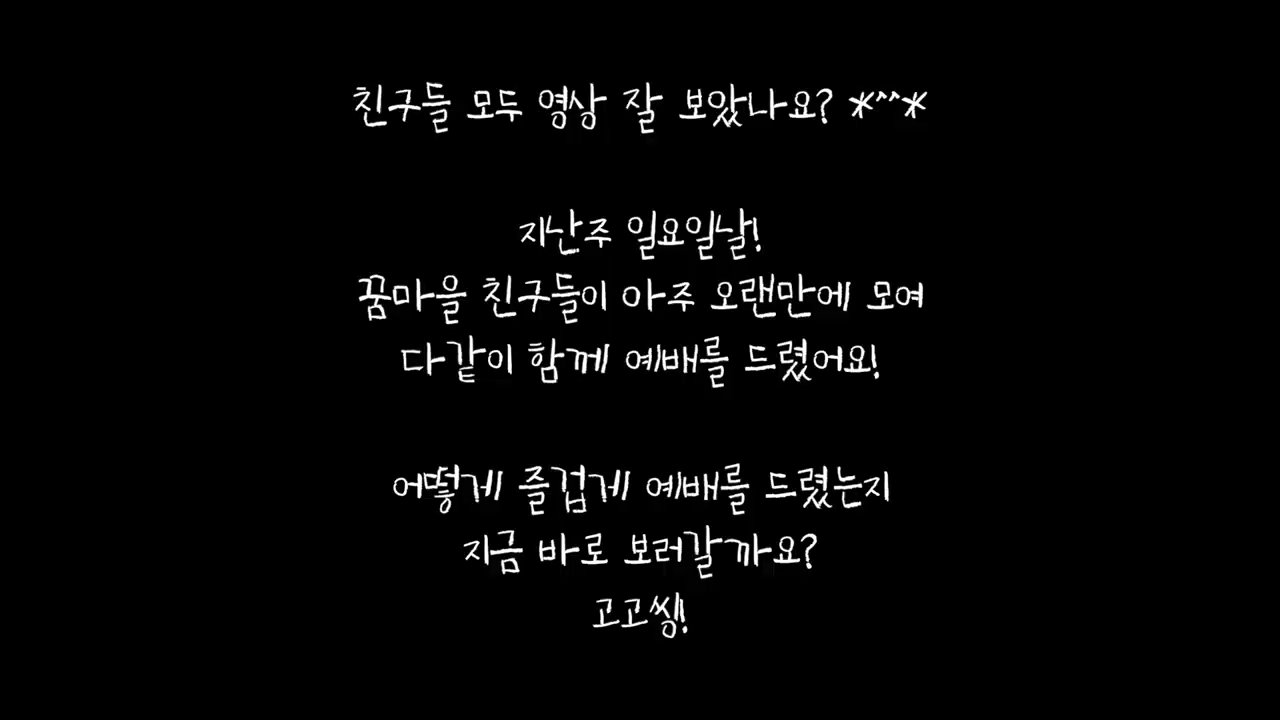 친구들 모두 영상 잘 보았나요? *^^*
지난주 일요일날!
꿈마을 친구들이 아주 오랜만에 모여
다같이 함께 예배를 드렸어요!
어떻게 즐겁게 예배를 드렸는지
지금 바로 보러갈까요?
고고씽!